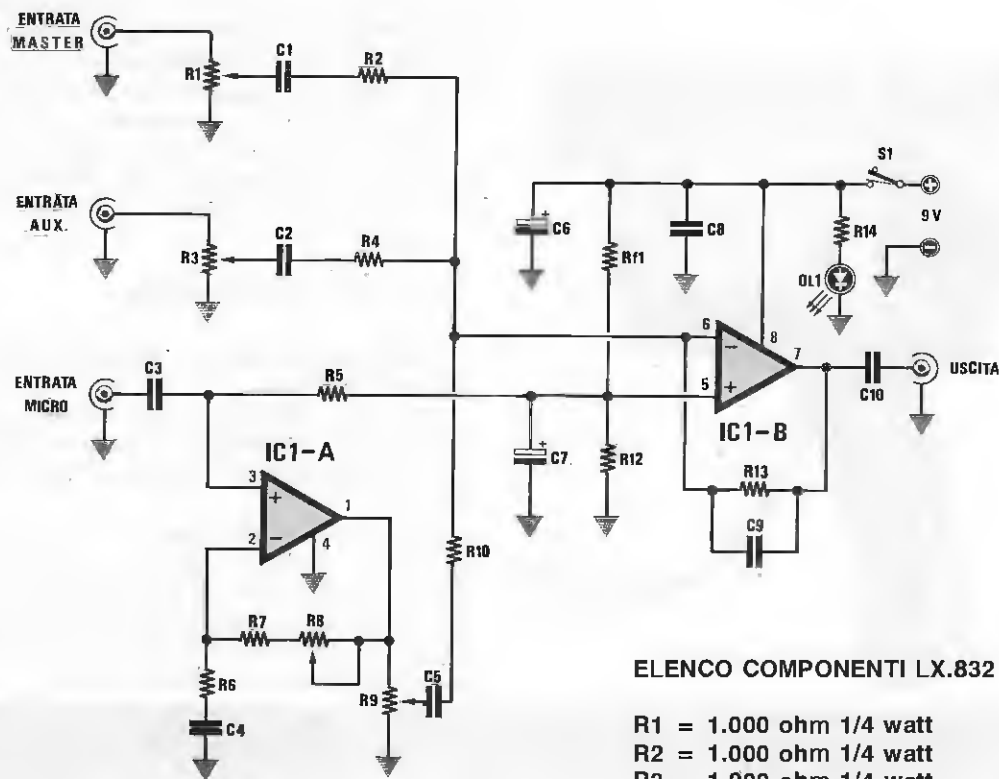 ENTRATA
MASTER
C1
R2
R1
S1
ENTRATA
AUX.
C2
R4
R3
C6
Rf1
C8
9 V
R14
DL1
ENTRATA
MICRO
C3
R5
6
8
7
5
IC1-B
C10
USCITA
IC1-A
3
1
2
4
C7
R12
R13
C9
R10
R7
R8
R6
C4
R9
C5
ELENCO COMPONENTI LX.832
R1 = 1.000 ohm 1/4 watt
R2 = 1.000 ohm 1/4 watt